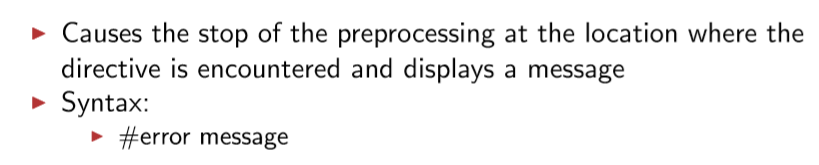 Causes the stop of the preprocessing at the location where the
directive is encountered and displays a message
Syntax:
#error message